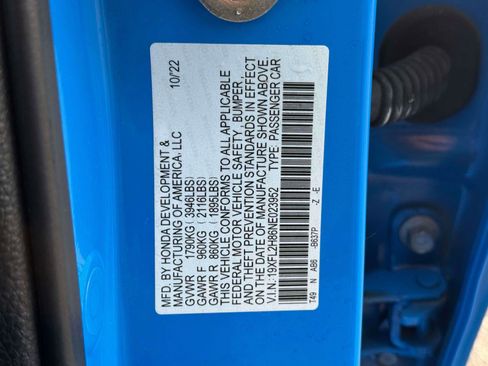 MFD. BY HONDA DEVELOPMENT &
MANUFACTURING OF AMERICA, LLC 10/22
GVWR 1790KG (3946LBS)
GAWR F 960KG (2116LBS)
GAWR R 860KG (1895LBS)
THIS VEHICLE CONFORMS TO ALL APPLICABLE
FEDERAL MOTOR VEHICLE SAFETY, BUMPER,
AND THEFT PREVENTION STANDARDS IN EFFECT
ON THE DATE OF MANUFACTURE SHOWN ABOVE.
V.I.N.:19XFL2H86NE023952 TYPE: PASSENGER CAR
-Z -E
T49 N AB6 -B637P